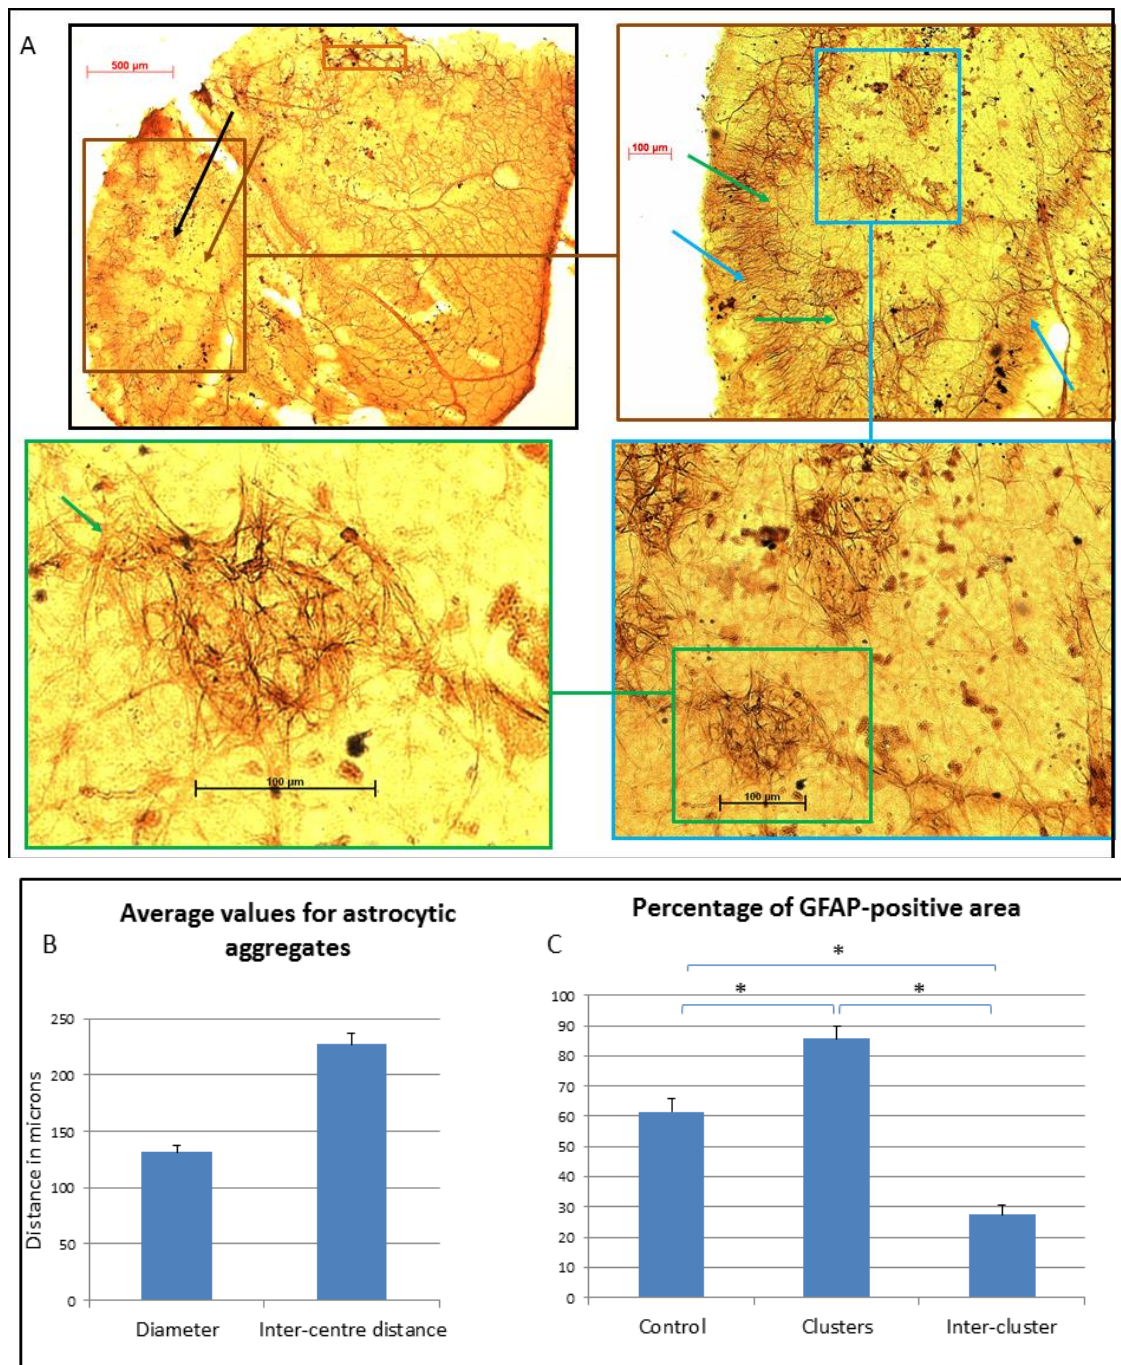 A
500 µm
100 µm
100 µm
100 µm
Average values for astrocytic
aggregates
B
250
200
150
100
50
0
Distance in microns
Diameter
Inter-centre distance
Percentage of GFAP-positive area
C
*
*
*
100
90
80
70
60
50
40
30
20
10
0
Control
Clusters
Inter-cluster